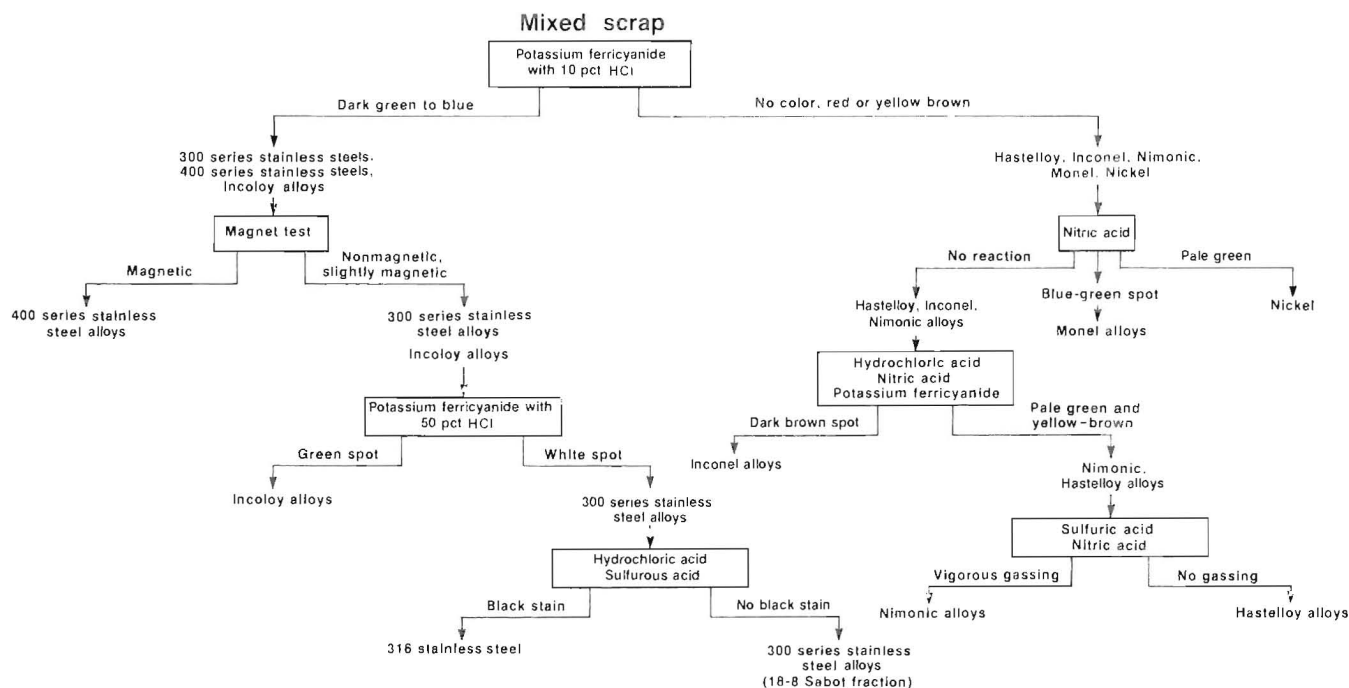 Mixed scrap
Potassium ferricyanide
with 10 pct HCl
Dark green to blue
No color, red or yellow brown
300 series stainless steels,
400 series stainless steels,
Incoloy alloys
Hastelloy, Inconel, Nimonic,
Monel, Nickel
Magnet test
Nitric acid
Magnetic
Nonmagnetic,
slightly magnetic
No reaction
Blue-green spot
Pale green
400 series stainless
steel alloys
300 series stainless
steel alloys
Incoloy alloys
Hastelloy, Inconel,
Nimonic alloys
Monel alloys
Nickel
Potassium ferricyanide with
50 pct HCl
Hydrochloric acid
Nitric acid
Potassium ferricyanide
Green spot
White spot
Dark brown spot
Pale green and
yellow-brown
Incoloy alloys
300 series stainless
steel alloys
Inconel alloys
Nimonic,
Hastelloy alloys
Hydrochloric acid
Sulfurous acid
Sulfuric acid
Nitric acid
Black stain
No black stain
Vigorous gassing
No gassing
316 stainless steel
300 series stainless
steel alloys
(18-8 Sabot fraction)
Nimonic alloys
Hastelloy alloys